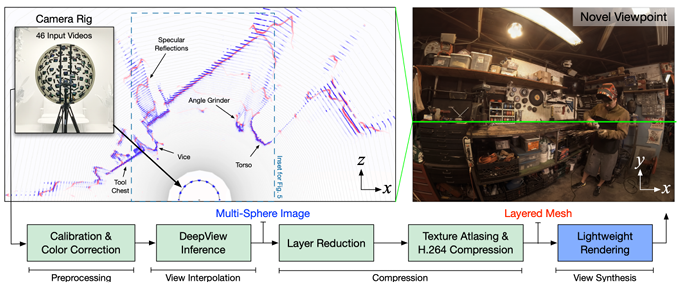 Camera Rig
46 Input Videos
Specular
Reflections
Angle Grinder
Vice
Torso
Tool
Chest
Inset for Fig. 5
z
x
Novel Viewpoint
y
x
Multi-Sphere Image
Layered Mesh
Calibration &
Color Correction
DeepView
Inference
Layer Reduction
Texture Atlasing &
H.264 Compression
Lightweight
Rendering
Preprocessing
View Interpolation
Compression
View Synthesis